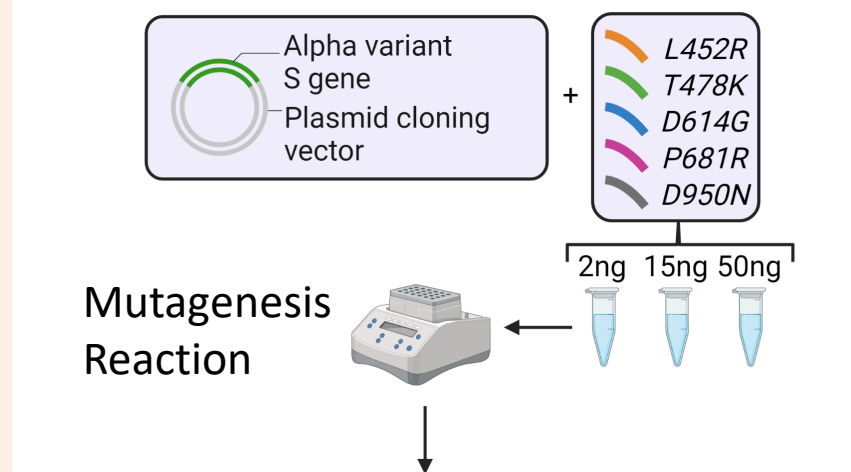 Alpha variant
S gene
Plasmid cloning
vector
+
L452R
T478K
D614G
P681R
D950N
2ng 15ng 50ng
Mutagenesis
Reaction